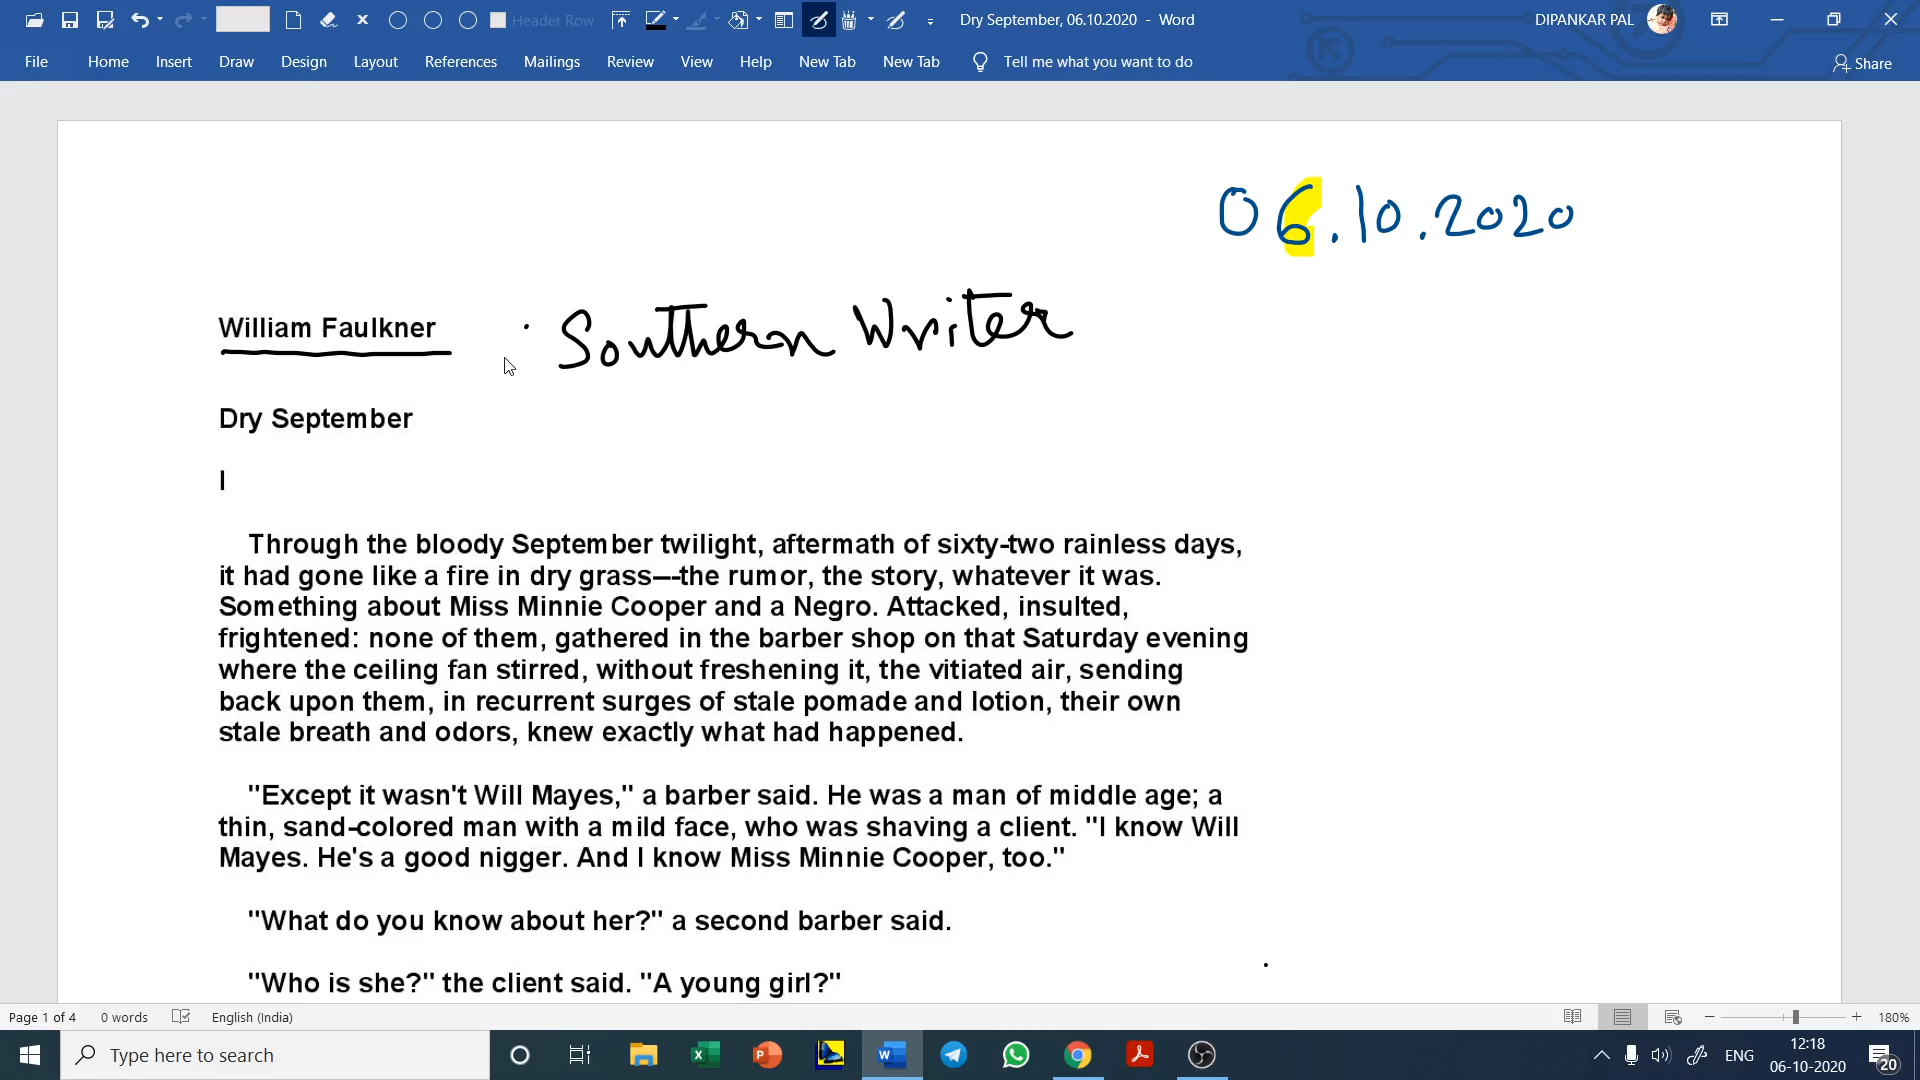 Dry September, 06.10.2020 - Word
DIPANKAR PAL
Header Row
File Home Insert Draw Design Layout References Mailings Review View Help New Tab New Tab Tell me what you want to do Share
06.10.2020
William Faulkner
Southern Writer
Dry September
I
Through the bloody September twilight, aftermath of sixty-two rainless days,
it had gone like a fire in dry grass---the rumor, the story, whatever it was.
Something about Miss Minnie Cooper and a Negro. Attacked, insulted,
frightened: none of them, gathered in the barber shop on that Saturday evening
where the ceiling fan stirred, without freshening it, the vitiated air, sending
back upon them, in recurrent surges of stale pomade and lotion, their own
stale breath and odors, knew exactly what had happened.
"Except it wasn't Will Mayes," a barber said. He was a man of middle age; a
thin, sand-colored man with a mild face, who was shaving a client. "I know Will
Mayes. He's a good nigger. And I know Miss Minnie Cooper, too."
"What do you know about her?" a second barber said.
"Who is she?" the client said. "A young girl?"
Page 1 of 4 0 words English (India) 180%
Type here to search
ENG
12:18
06-10-2020
20